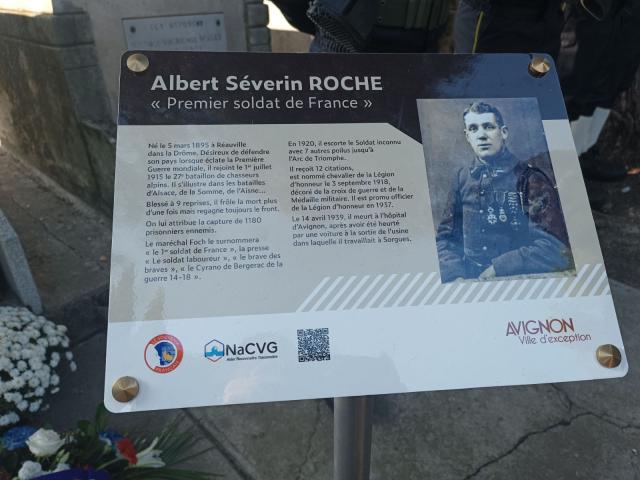 Albert Séverin ROCHE
« Premier soldat de France »
Né le 5 mars 1895 à Réauville
dans la Drôme. Désireux de défendre
son pays lorsque éclate la Première
Guerre mondiale, il rejoint le 1er juillet
1915 le 27e bataillon de chasseurs
alpins. Il s'illustre dans les batailles
d'Alsace, de la Somme, de l'Aisne...
Blessé à 9 reprises, il frôle la mort plus
d'une fois mais regagne toujours le front.
On lui attribue la capture de 1180
prisonniers ennemis.
Le maréchal Foch le surnommera
« le 1er soldat de France », la presse
« Le soldat laboureur », « le brave des
braves », « le Cyrano de Bergerac de la
guerre 14-18 ».
En 1920, il escorte le Soldat inconnu
avec 7 autres poilus jusqu'à
l'Arc de Triomphe.
Il reçoit 12 citations,
est nommé chevalier de la Légion
d'honneur le 3 septembre 1918,
décoré de la croix de guerre et de la
Médaille militaire. Il est promu officier
de la Légion d'honneur en 1937.
Le 14 avril 1939, il meurt à l'hôpital
d'Avignon, après avoir été heurté
par une voiture à la sortie de l'usine
dans laquelle il travaillait à Sorgues.
NaCVG
AVIGNON
Ville d'exception